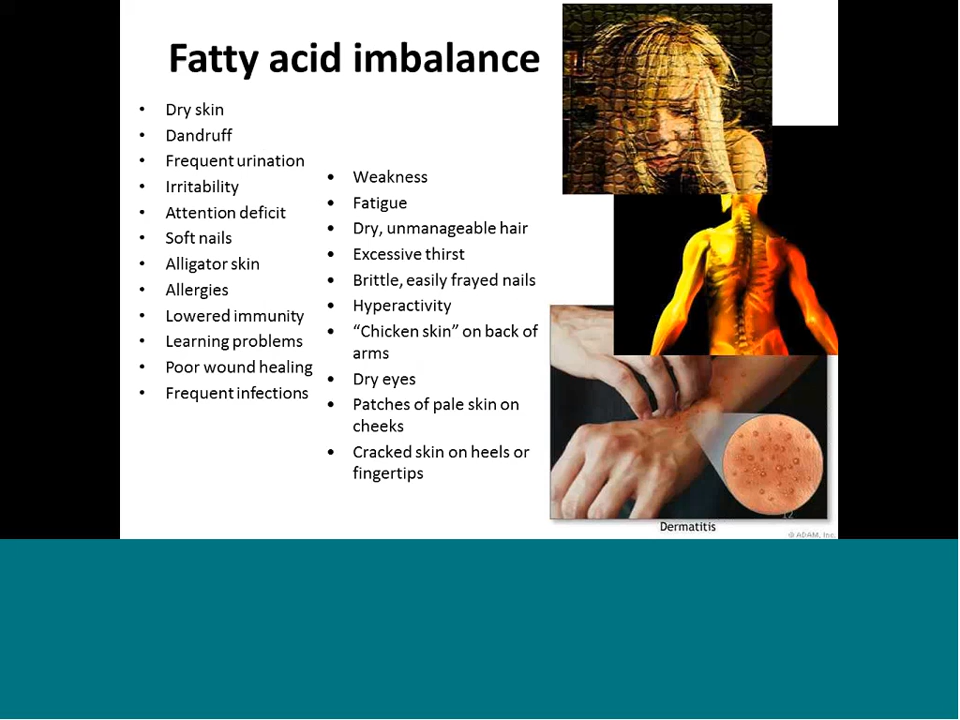 Fatty acid imbalance
• Dry skin
• Dandruff
• Frequent urination
• Irritability
• Attention deficit
• Soft nails
• Alligator skin
• Allergies
• Lowered immunity
• Learning problems
• Poor wound healing
• Frequent infections
• Weakness
• Fatigue
• Dry, unmanageable hair
• Excessive thirst
• Brittle, easily frayed nails
• Hyperactivity
• “Chicken skin” on back of
arms
• Dry eyes
• Patches of pale skin on
cheeks
• Cracked skin on heels or
fingertips
12
Dermatitis
© ADAM, Inc.